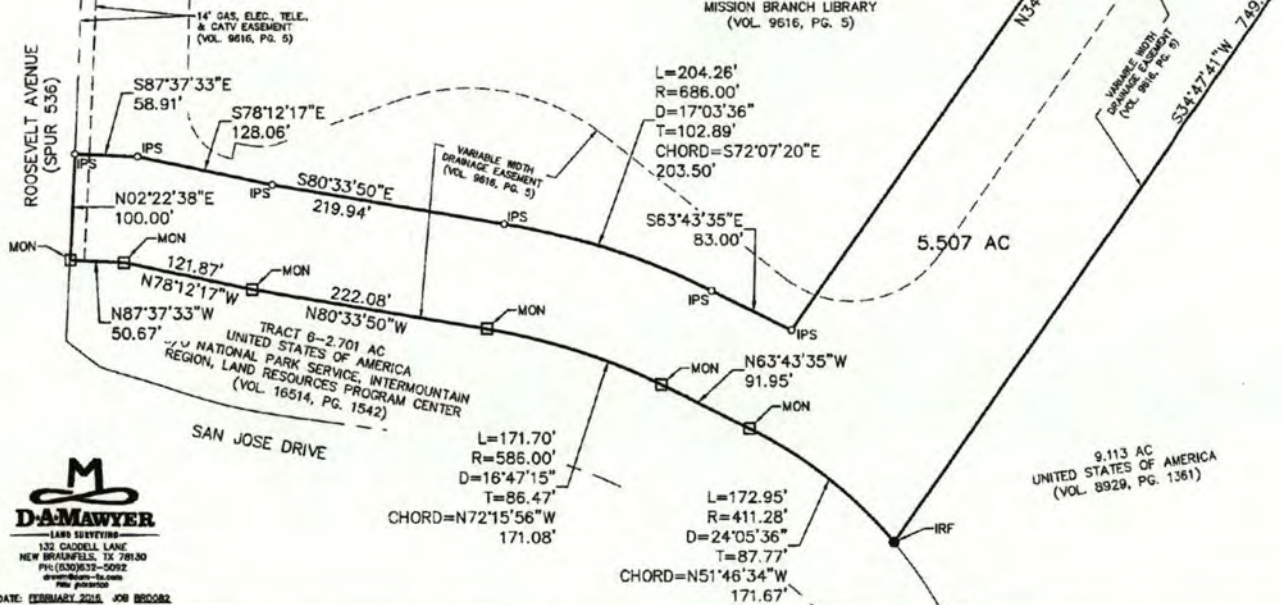 14' GAS, ELEC., TELE.
& CATV EASEMENT
(VOL. 9616, PG. 5)
MISSION BRANCH LIBRARY
(VOL. 9616, PG. 5)
N34°
749.
S34°47'41"W
VARIABLE WIDTH
DRAINAGE EASEMENT
(VOL. 9616, PG. 5)
ROOSEVELT AVENUE
(SPUR 536)
S87°37'33"E
58.91'
S78°12'17"E
128.06'
L=204.26'
R=686.00'
D=17°03'36"
T=102.89'
CHORD=S72°07'20"E
203.50'
IPS
IPS
IPS
IPS
IPS
IPS
VARIABLE WIDTH
DRAINAGE EASEMENT
(VOL. 9616, PG. 5)
S80°33'50"E
219.94'
N02°22'38"E
100.00'
S63°43'35"E
83.00'
5.507 AC
MON
MON
MON
MON
MON
MON
121.87'
N78°12'17"W
222.08'
N80°33'50"W
N87°37'33"W
50.67'
TRACT 6-2.701 AC
UNITED STATES OF AMERICA
NATIONAL PARK SERVICE, INTERMOUNTAIN
REGION, LAND RESOURCES PROGRAM CENTER
(VOL. 16514, PG. 1542)
N63°43'35"W
91.95'
SAN JOSE DRIVE
L=171.70'
R=586.00'
D=16°47'15"
T=86.47'
CHORD=N72°15'56"W
171.08'
L=172.95'
R=411.28'
D=24°05'36"
T=87.77'
CHORD=N51°46'34"W
171.67'
IRF
9.113 AC
UNITED STATES OF AMERICA
(VOL. 8929, PG. 1361)
M
D·A·MAWYER
LAND SURVEYING
132 CADDELL LANE
NEW BRAUNFELS, TX 78130
PH:(830)632-5092
DATE: FEBRUARY 2016 JOB BRD082